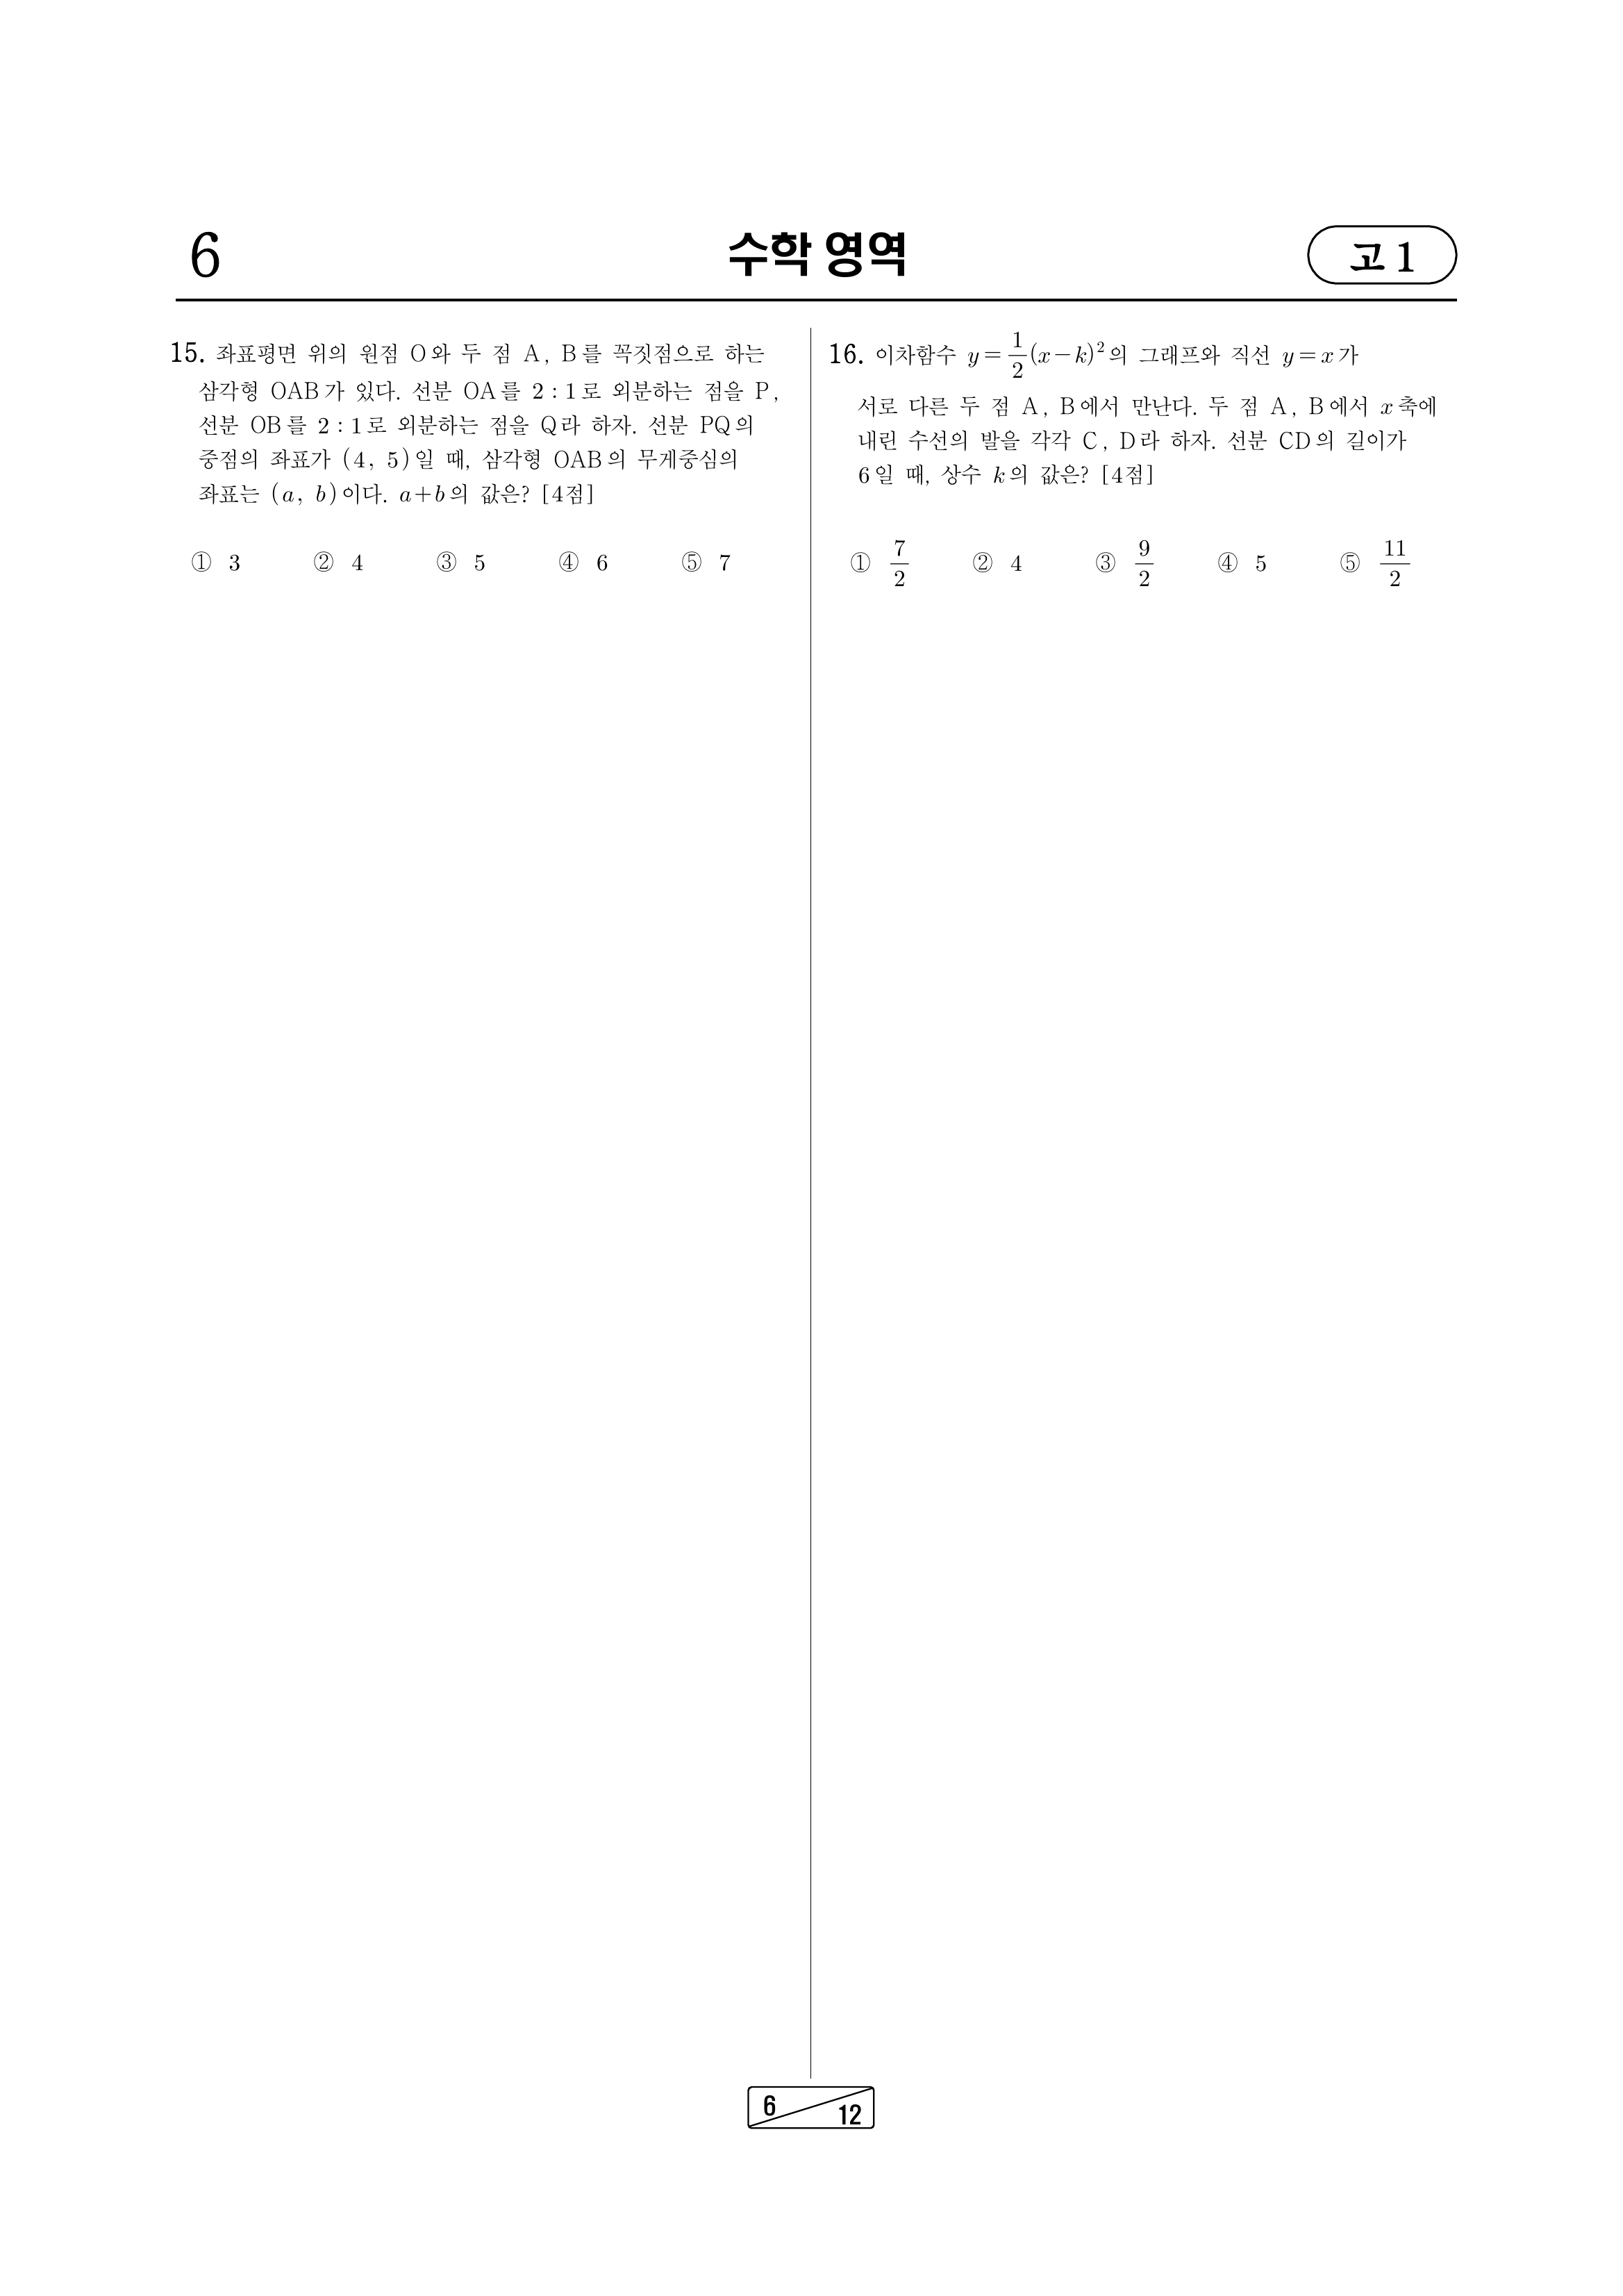 6
수학 영역
고1
15. 좌표평면 위의 원점 O와 두 점 A, B를 꼭짓점으로 하는
삼각형 OAB가 있다. 선분 OA를 2 : 1로 외분하는 점을 P,
선분 OB를 2 : 1로 외분하는 점을 Q라 하자. 선분 PQ의
중점의 좌표가 (4, 5)일 때, 삼각형 OAB의 무게중심의
좌표는 (a, b)이다. a+b의 값은? [4점]
① 3 ② 4 ③ 5 ④ 6 ⑤ 7
16. 이차함수 y=\frac{1}{2}(x-k)^2의 그래프와 직선 y=x가
서로 다른 두 점 A, B에서 만난다. 두 점 A, B에서 x축에
내린 수선의 발을 각각 C, D라 하자. 선분 CD의 길이가
6일 때, 상수 k의 값은? [4점]
① \frac{7}{2} ② 4 ③ \frac{9}{2} ④ 5 ⑤ \frac{11}{2}
6
12